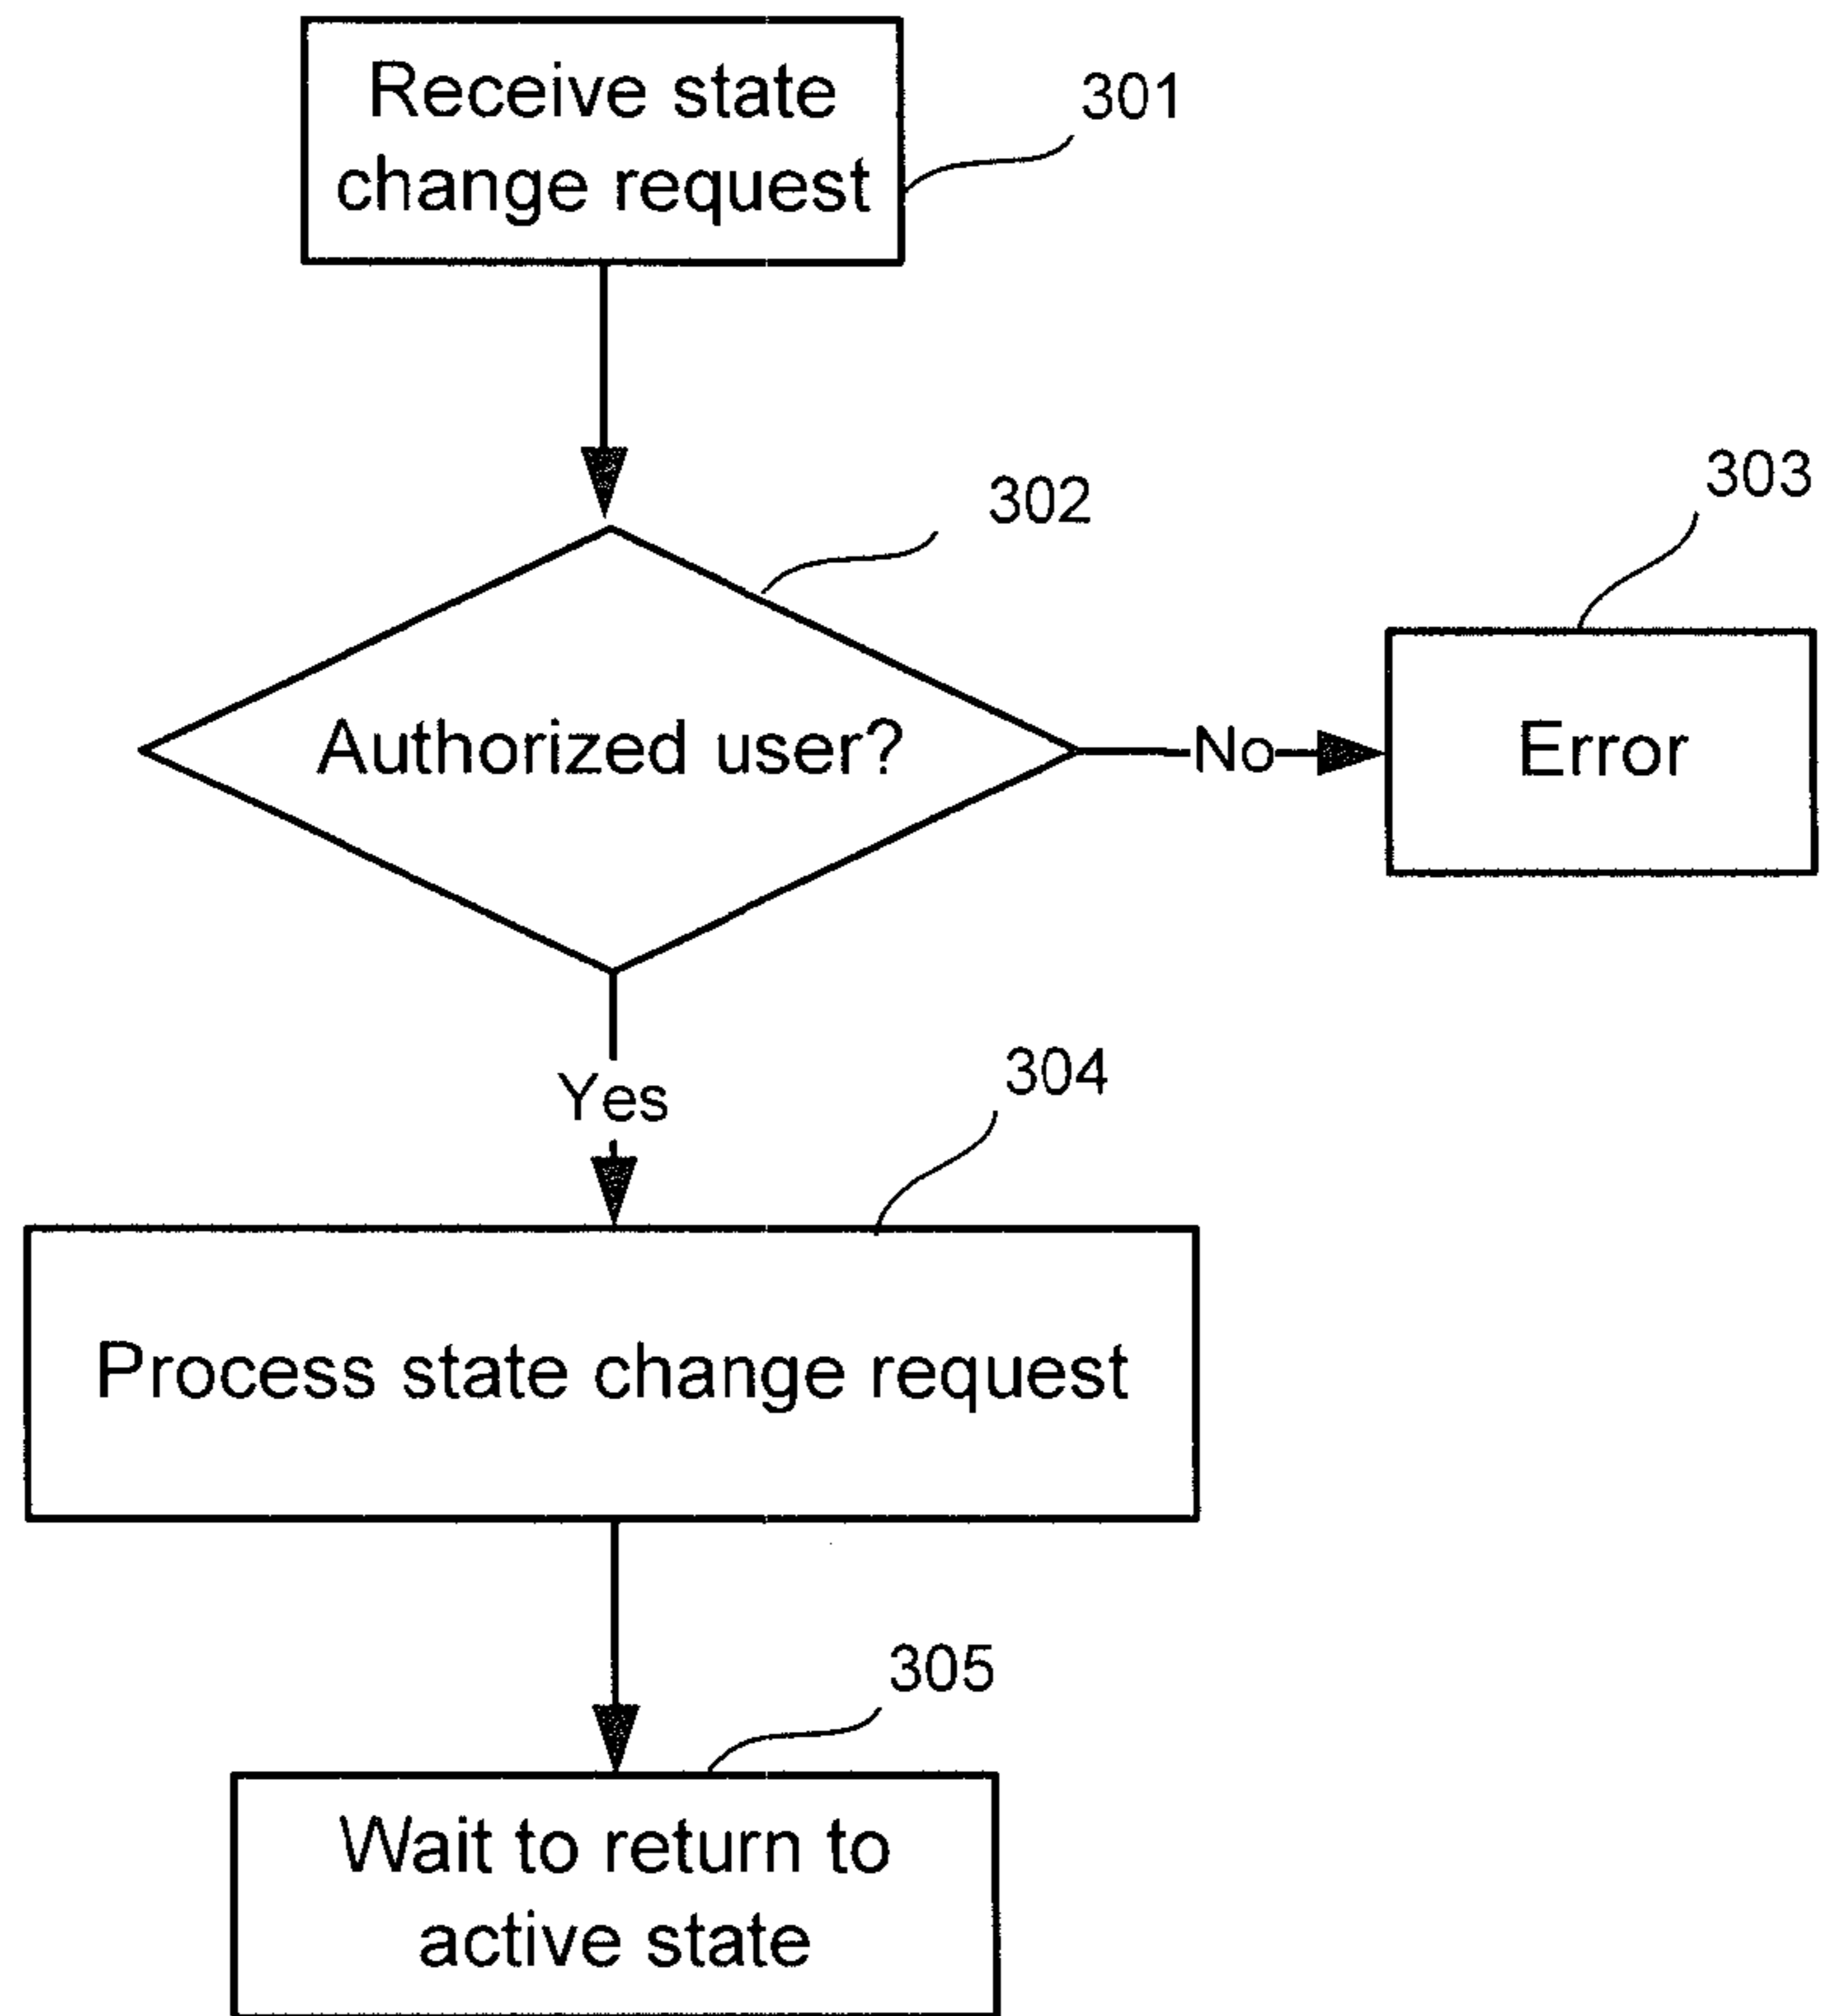 Receive state
change request
301
302
303
Authorized user?
No
Error
Yes
304
Process state change request
305
Wait to return to
active state